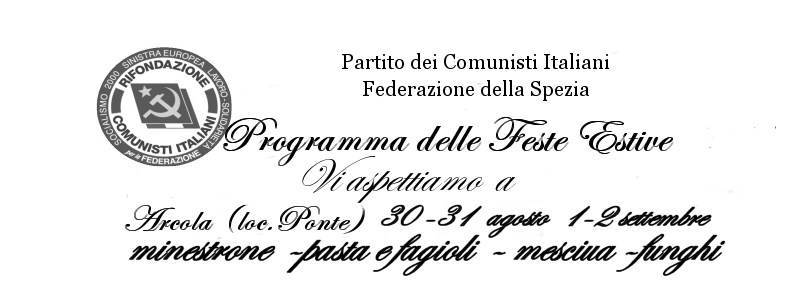 SOCIALISMO 2000 SINISTRA EUROPEA LAVORO-SOLIDARIETÀ
RIFONDAZIONE
COMUNISTI ITALIANI
per la FEDERAZIONE
Partito dei Comunisti Italiani
Federazione della Spezia
Programma delle Feste Estive
Vi aspettiamo a
Arcola (loc.Ponte) 30-31 agosto 1-2 settembre
minestrone -pasta e fagioli - mesciua -funghi